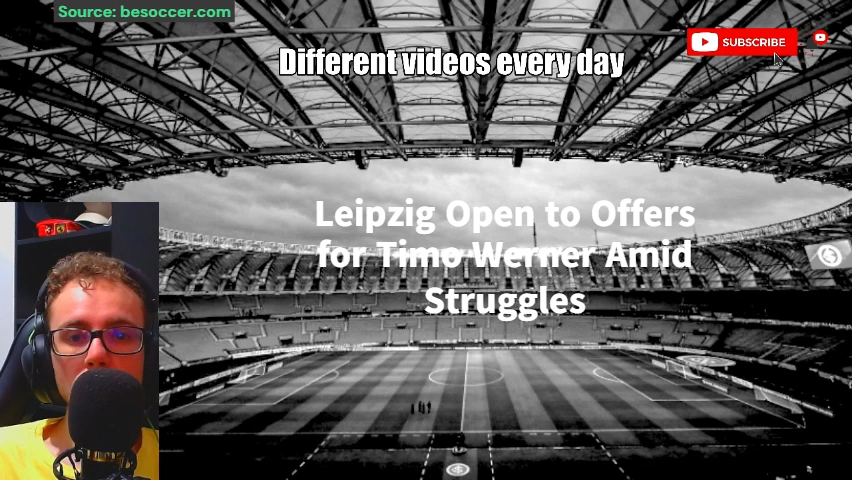 Source: besoccer.com
SUBSCRIBE
Different videos every day
Leipzig Open to Offers
for Timo Werner Amid
Struggles